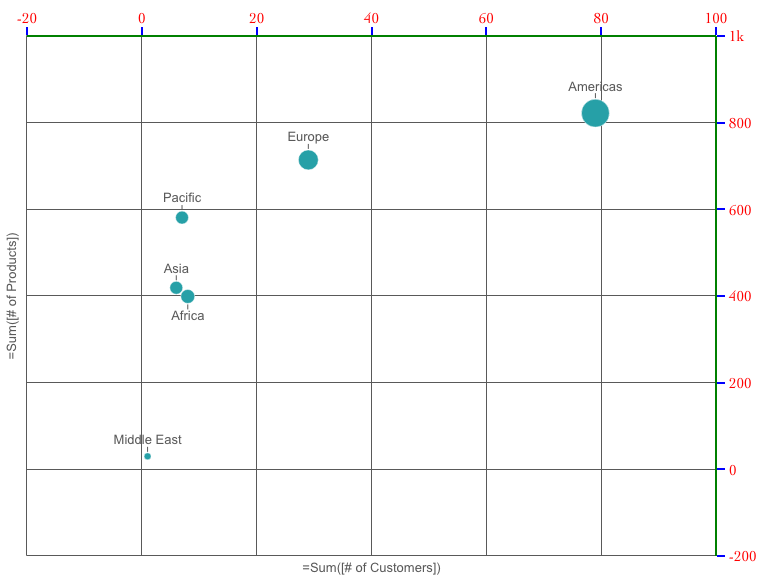 -20 0 20 40 60 80 100
1k
Americas
800
Europe
Pacific
600
Asia
400
Africa
=Sum([# of Products])
200
Middle East
0
-200
=Sum([# of Customers])